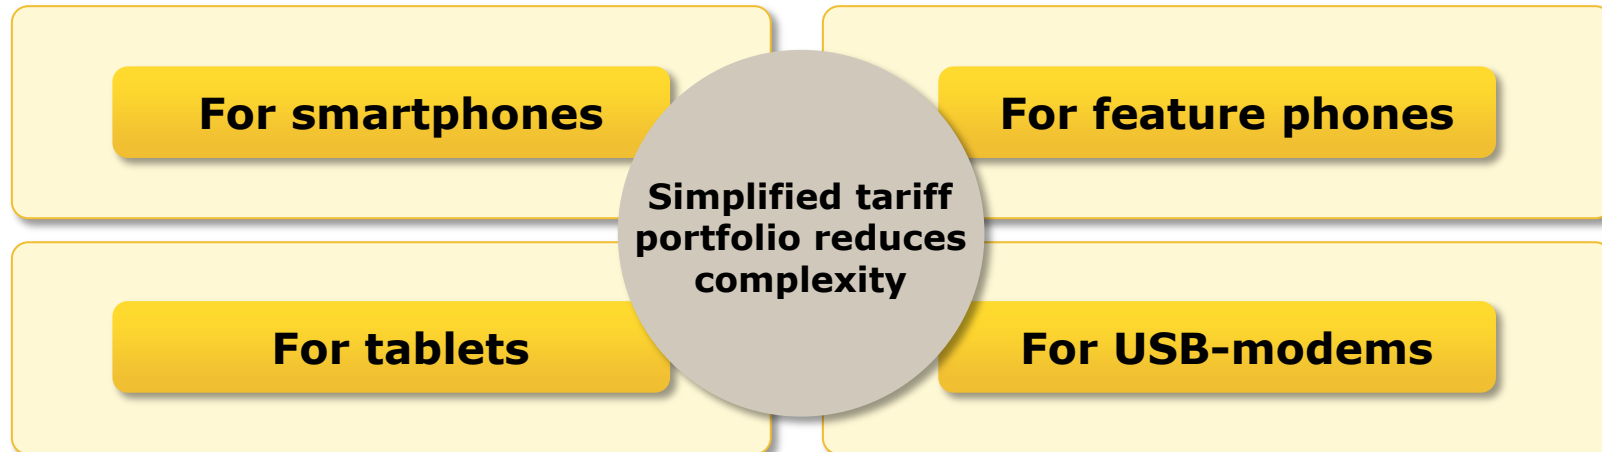 For smartphones
For feature phones
Simplified tariff
portfolio reduces
complexity
For tablets
For USB-modems